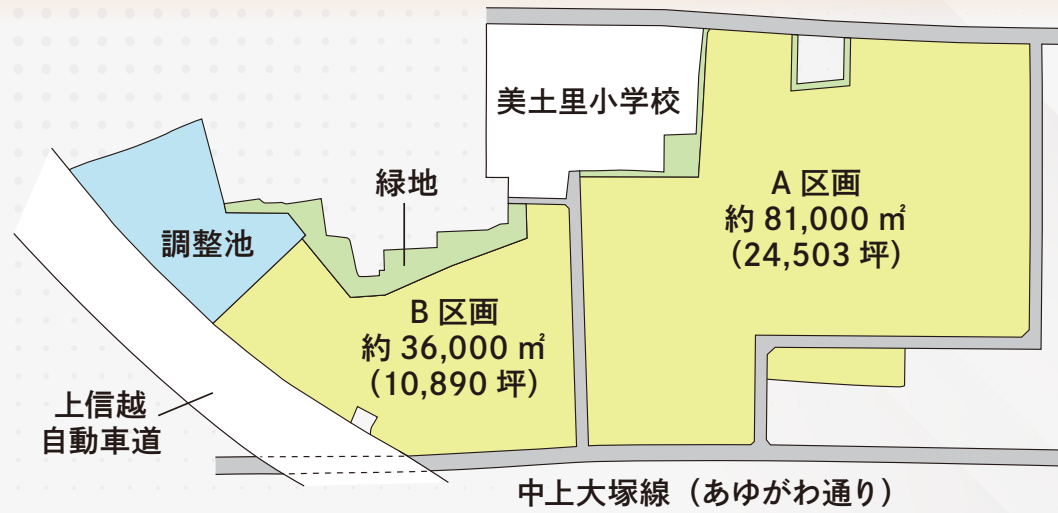 美土里小学校
緑地
A 区画
約 81,000 ㎡
(24,503 坪)
調整池
B 区画
約 36,000 ㎡
(10,890 坪)
上信越
自動車道
中上大塚線（あゆがわ通り）